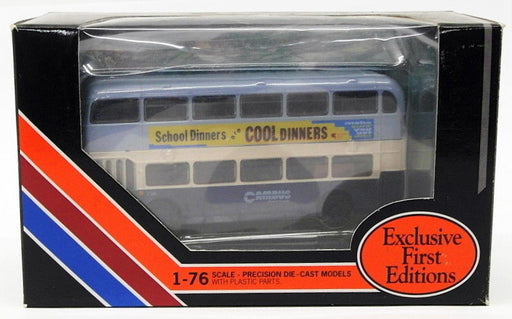 School Dinners COOL DINNERS
CAMBUS
Exclusive
First
Editions
1-76 SCALE - PRECISION DIE-CAST MODELS
WITH PLASTIC PARTS.